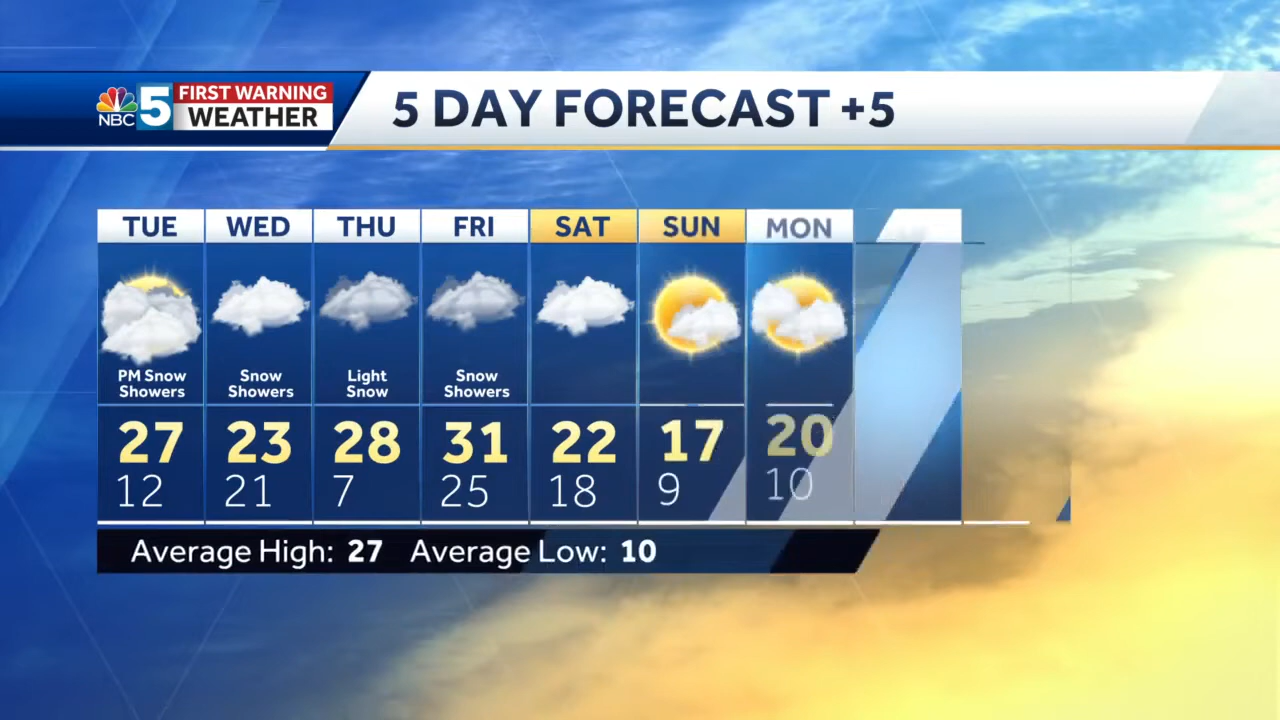 NBC 5 FIRST WARNING WEATHER
5 DAY FORECAST +5
TUE WED THU FRI SAT SUN MON
PM Snow Showers
Snow Showers
Light Snow
Snow Showers
27 23 28 31 22 17 20
12 21 7 25 18 9 10
Average High: 27 Average Low: 10